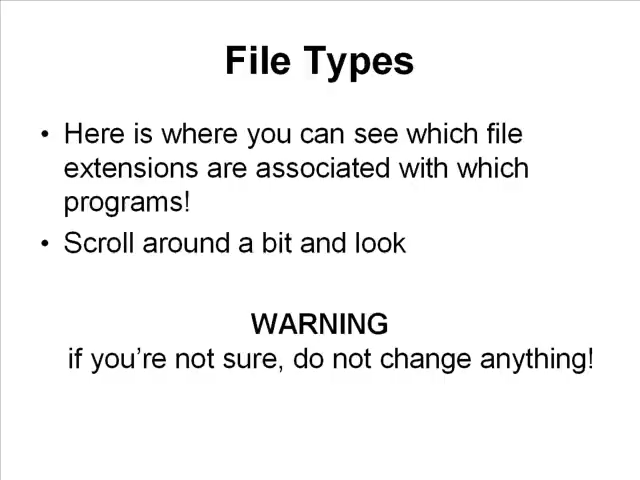 File Types
• Here is where you can see which file
extensions are associated with which
programs!
• Scroll around a bit and look
WARNING
if you’re not sure, do not change anything!